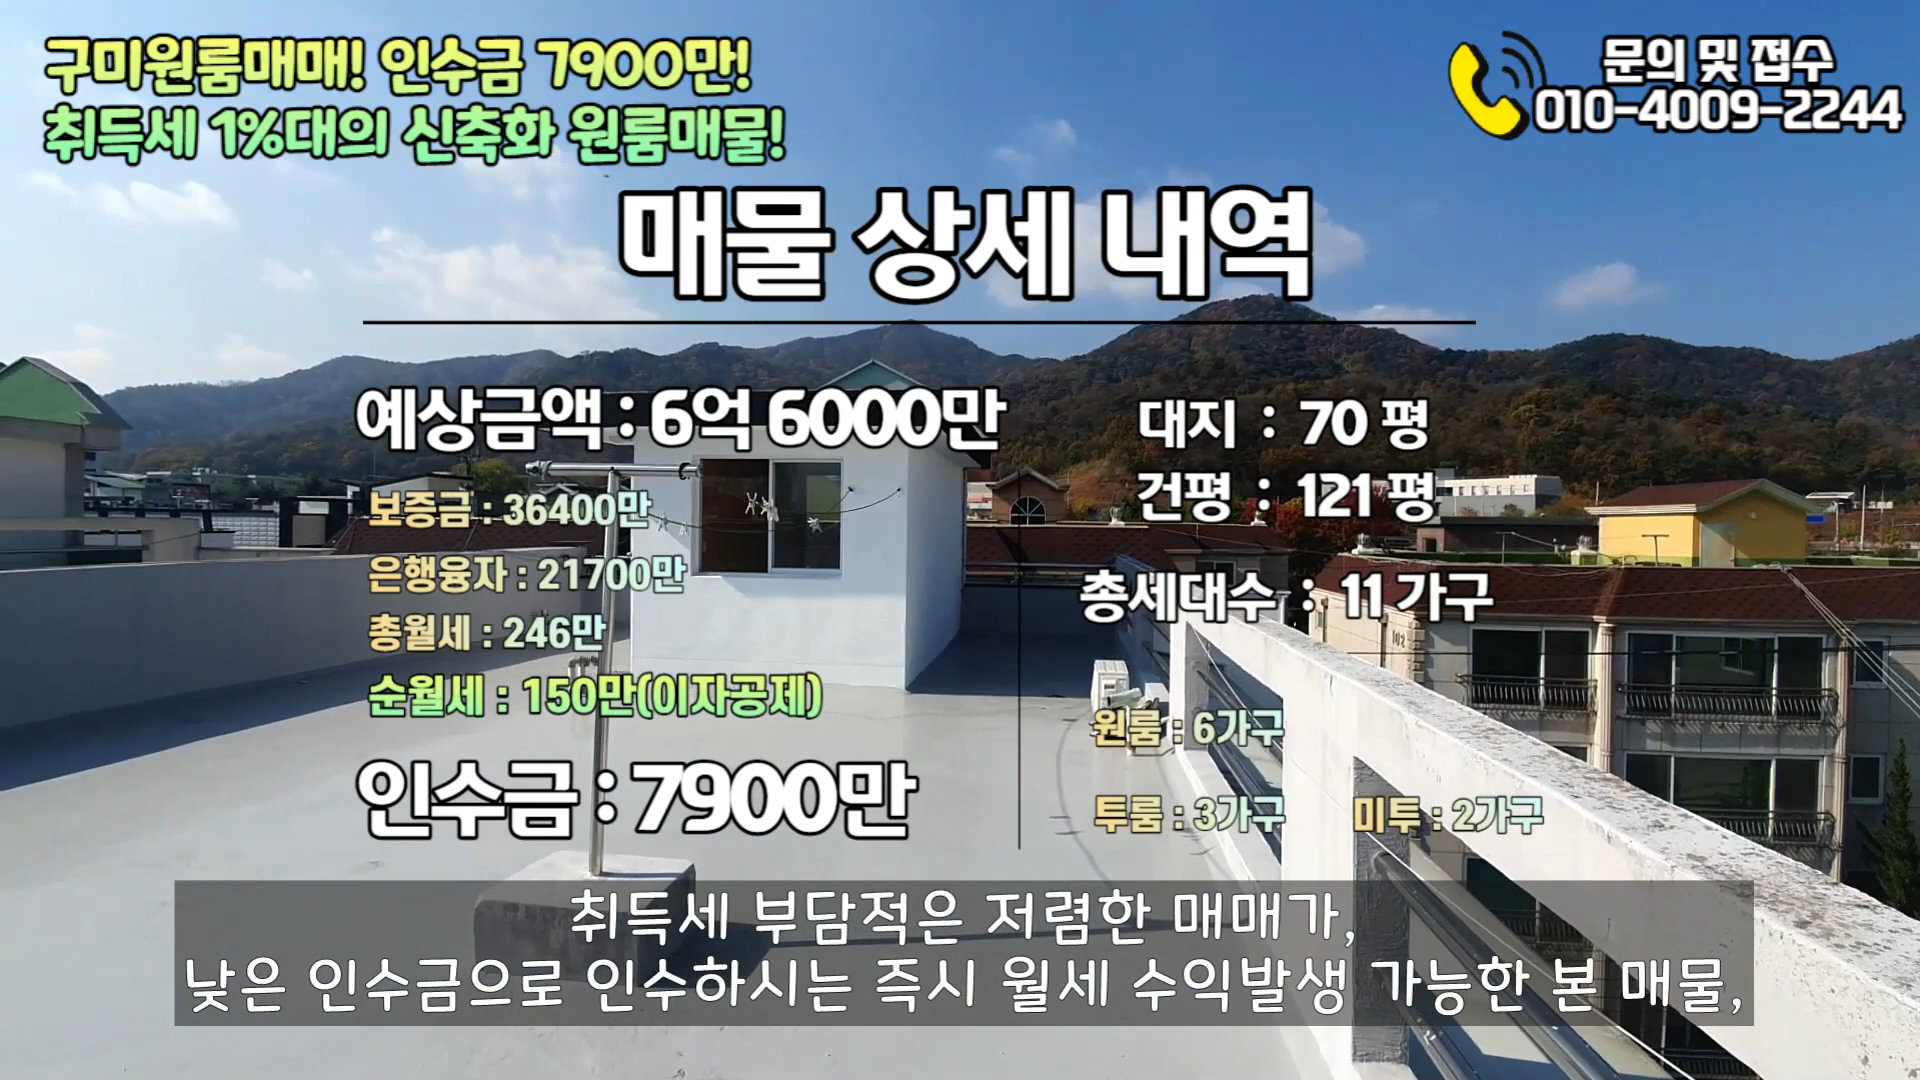 구미원룸매매! 인수금 7900만!
취득세 1%대의 신축화 원룸매물!
문의 및 접수
010-4009-2244
매물 상세 내역
예상금액 : 6억 6000만
보증금 : 36400만
은행융자 : 21700만
총월세 : 246만
순월세 : 150만(이자공제)
인수금 : 7900만
대지 : 70 평
건평 : 121 평
총세대수 : 11 가구
원룸 : 6가구
투룸 : 3가구 미투 : 2가구
취득세 부담적은 저렴한 매매가,
낮은 인수금으로 인수하시는 즉시 월세 수익발생 가능한 본 매물,